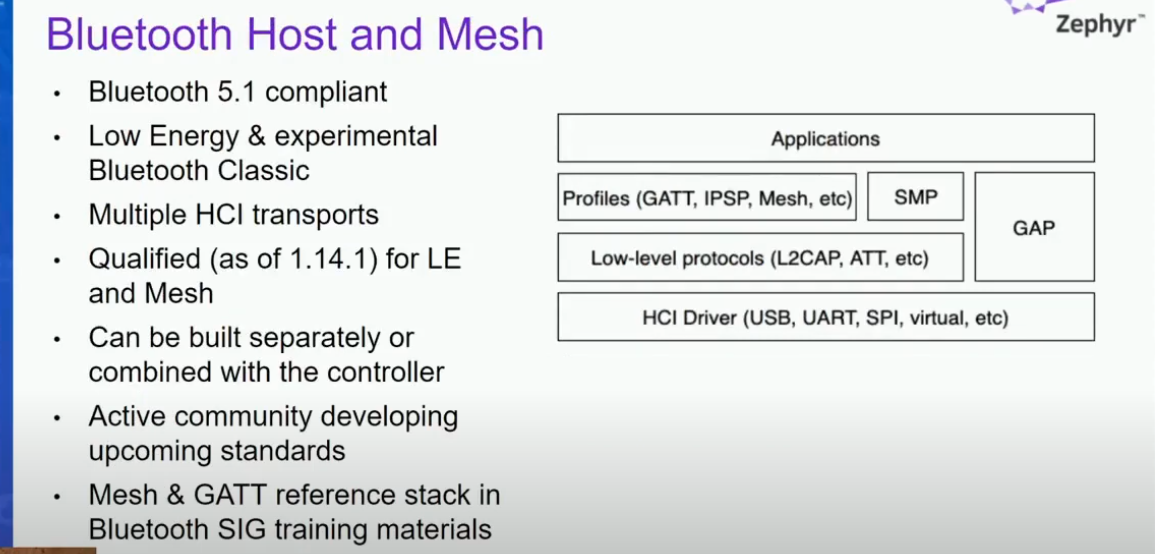 Bluetooth Host and Mesh
Zephyr™
• Bluetooth 5.1 compliant
• Low Energy & experimental
Bluetooth Classic
• Multiple HCI transports
• Qualified (as of 1.14.1) for LE
and Mesh
• Can be built separately or
combined with the controller
• Active community developing
upcoming standards
• Mesh & GATT reference stack in
Bluetooth SIG training materials
Applications
Profiles (GATT, IPSP, Mesh, etc)
SMP
GAP
Low-level protocols (L2CAP, ATT, etc)
HCI Driver (USB, UART, SPI, virtual, etc)